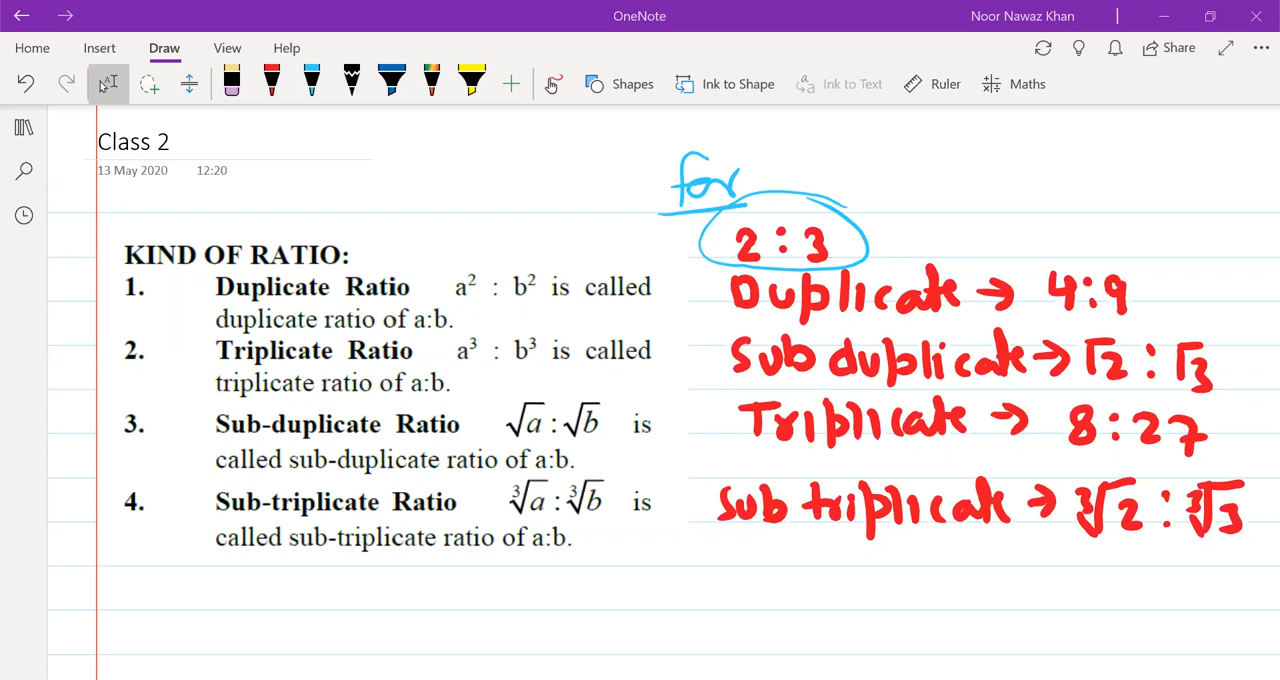 OneNote
Noor Nawaz Khan
Home Insert Draw View Help
Share
Shapes Ink to Shape Ink to Text Ruler Maths
Class 2
13 May 2020 12:20
KIND OF RATIO:
1. Duplicate Ratio a² : b² is called
duplicate ratio of a:b.
2. Triplicate Ratio a³ : b³ is called
triplicate ratio of a:b.
3. Sub-duplicate Ratio √a : √b is
called sub-duplicate ratio of a:b.
4. Sub-triplicate Ratio ∛a : ∛b is
called sub-triplicate ratio of a:b.
for
2 : 3
Duplicate → 4:9
Sub duplicate → √2 : √3
Triplicate → 8:27
Sub triplicate → ∛2 : ∛3